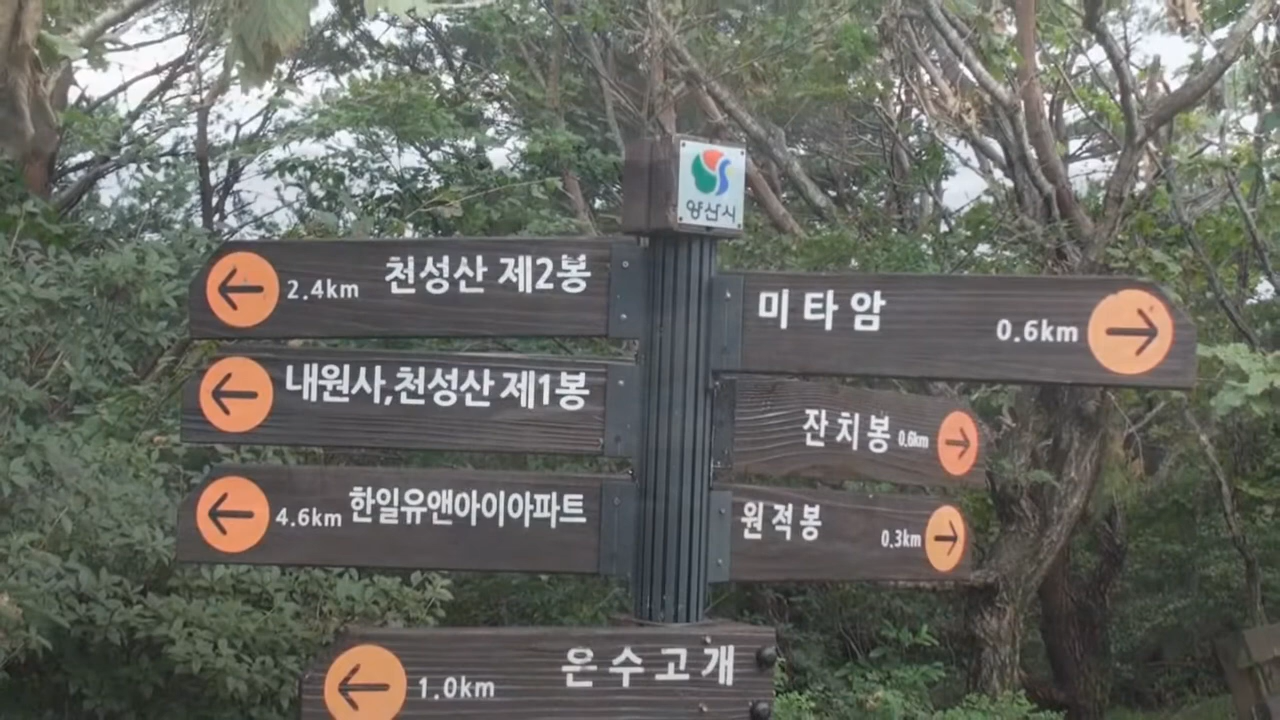 양산시
2.4km 천성산 제2봉
내원사,천성산 제1봉
4.6km 한일유앤아이아파트
1.0km 은수고개
미타암 0.6km
잔치봉 0.6km
원적봉 0.3km